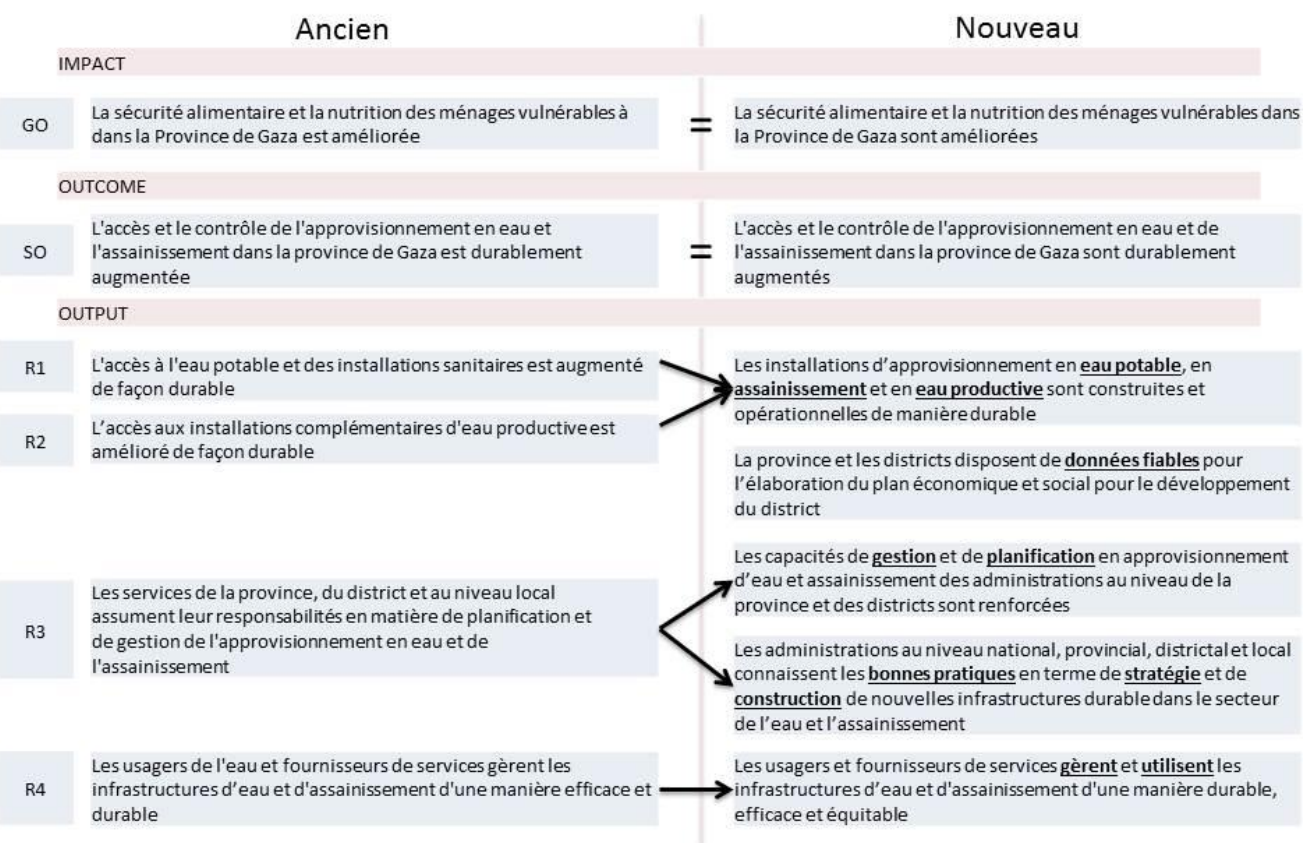 Ancien
Nouveau
IMPACT
GO
La sécurité alimentaire et la nutrition des ménages vulnérables à
dans la Province de Gaza est améliorée
=
La sécurité alimentaire et la nutrition des ménages vulnérables dans
la Province de Gaza sont améliorées
OUTCOME
SO
L'accès et le contrôle de l'approvisionnement en eau et
l'assainissement dans la province de Gaza est durablement
augmentée
=
L'accès et le contrôle de l'approvisionnement en eau et de
l'assainissement dans la province de Gaza sont durablement
augmentés
OUTPUT
R1
L'accès à l'eau potable et des installations sanitaires est augmenté
de façon durable
Les installations d’approvisionnement en eau potable, en
assainissement et en eau productive sont construites et
opérationnelles de manière durable
R2
L’accès aux installations complémentaires d'eau productive est
amélioré de façon durable
La province et les districts disposent de données fiables pour
l’élaboration du plan économique et social pour le développement
du district
R3
Les services de la province, du district et au niveau local
assument leur responsabilités en matière de planification et
de gestion de l'approvisionnement en eau et de
l'assainissement
Les capacités de gestion et de planification en approvisionnement
d’eau et assainissement des administrations au niveau de la
province et des districts sont renforcées
Les administrations au niveau national, provincial, districtal et local
connaissent les bonnes pratiques en terme de stratégie et de
construction de nouvelles infrastructures durable dans le secteur
de l’eau et l’assainissement
R4
Les usagers de l'eau et fournisseurs de services gèrent les
infrastructures d’eau et d'assainissement d'une manière efficace et
durable
Les usagers et fournisseurs de services gèrent et utilisent les
infrastructures d’eau et d'assainissement d'une manière durable,
efficace et équitable